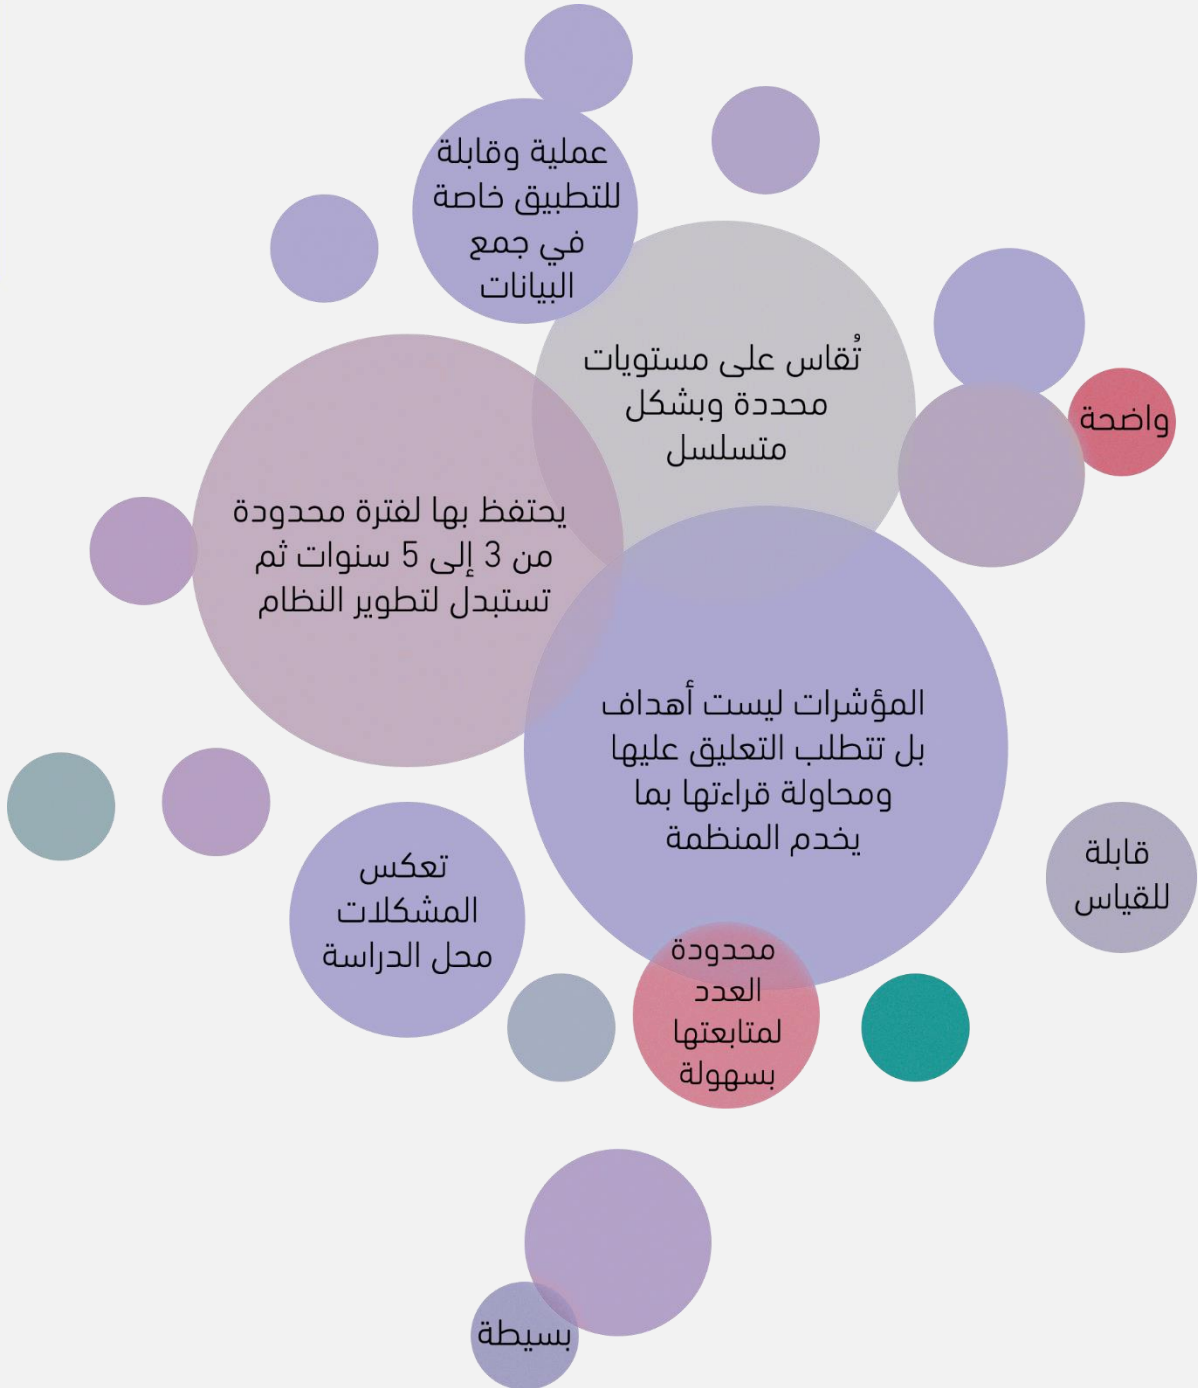 عملية وقابلة
للتطبيق خاصة
في جمع
البيانات
تُقاس على مستويات
محددة وبشكل
متسلسل
واضحة
يحتفظ بها لفترة محدودة
من 3 إلى 5 سنوات ثم
تستبدل لتطوير النظام
المؤشرات ليست أهداف
بل تتطلب التعليق عليها
ومحاولة قراءتها بما
يخدم المنظمة
قابلة
للقياس
تعكس
المشكلات
محل الدراسة
محدودة
العدد
لمتابعتها
بسهولة
بسيطة